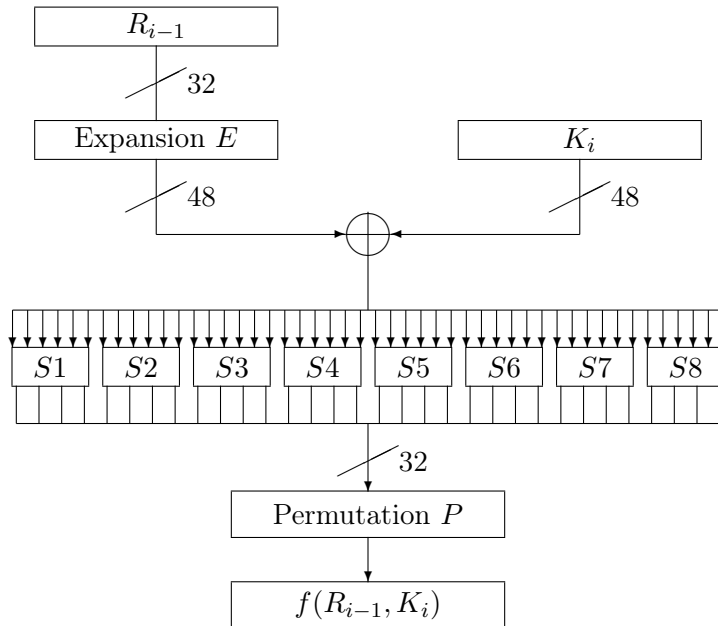 R_{i−1}
32
Expansion E
K_i
48
48
S1 S2 S3 S4 S5 S6 S7 S8
32
Permutation P
f(R_{i−1}, K_i)